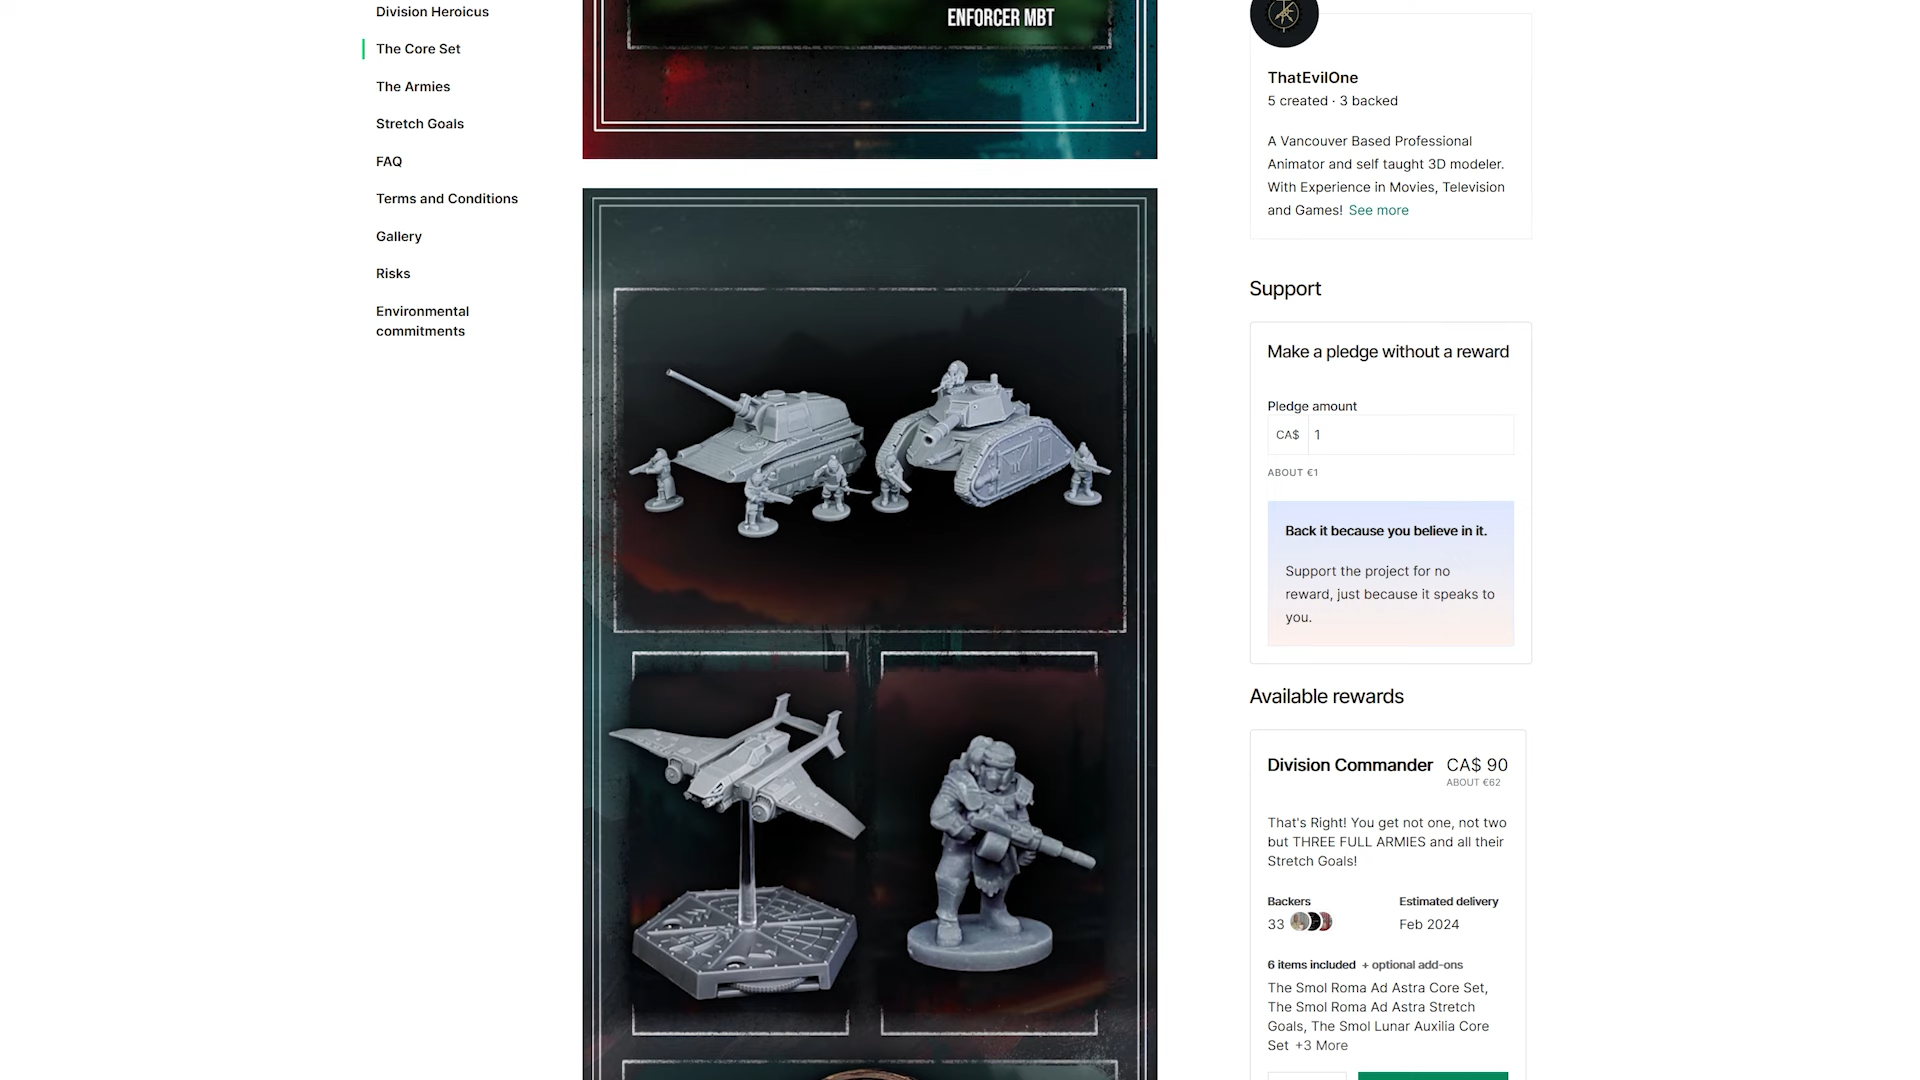 Division Heroicus
The Core Set
The Armies
Stretch Goals
FAQ
Terms and Conditions
Gallery
Risks
Environmental
commitments
ENFORCER MBT
ThatEvilOne
5 created · 3 backed
A Vancouver Based Professional
Animator and self taught 3D modeler.
With Experience in Movies, Television
and Games! See more
Support
Make a pledge without a reward
Pledge amount
CA$ 1
ABOUT €1
Back it because you believe in it.
Support the project for no
reward, just because it speaks to
you.
Available rewards
Division Commander CA$ 90
ABOUT €62
That's Right! You get not one, not two
but THREE FULL ARMIES and all their
Stretch Goals!
Backers Estimated delivery
33 Feb 2024
6 items included + optional add-ons
The Smol Roma Ad Astra Core Set,
The Smol Roma Ad Astra Stretch
Goals, The Smol Lunar Auxilia Core
Set +3 More